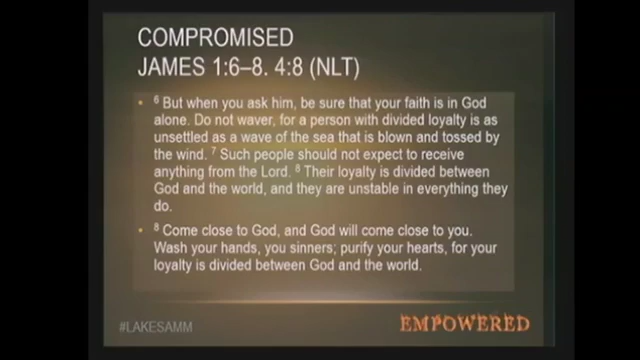 COMPROMISED
JAMES 1:6–8. 4:8 (NLT)
• 6 But when you ask him, be sure that your faith is in God
alone. Do not waver, for a person with divided loyalty is as
unsettled as a wave of the sea that is blown and tossed by
the wind. 7 Such people should not expect to receive
anything from the Lord. 8 Their loyalty is divided between
God and the world, and they are unstable in everything they
do.
• 8 Come close to God, and God will come close to you.
Wash your hands, you sinners; purify your hearts, for your
loyalty is divided between God and the world.
#LAKESAMM
EMPOWERED